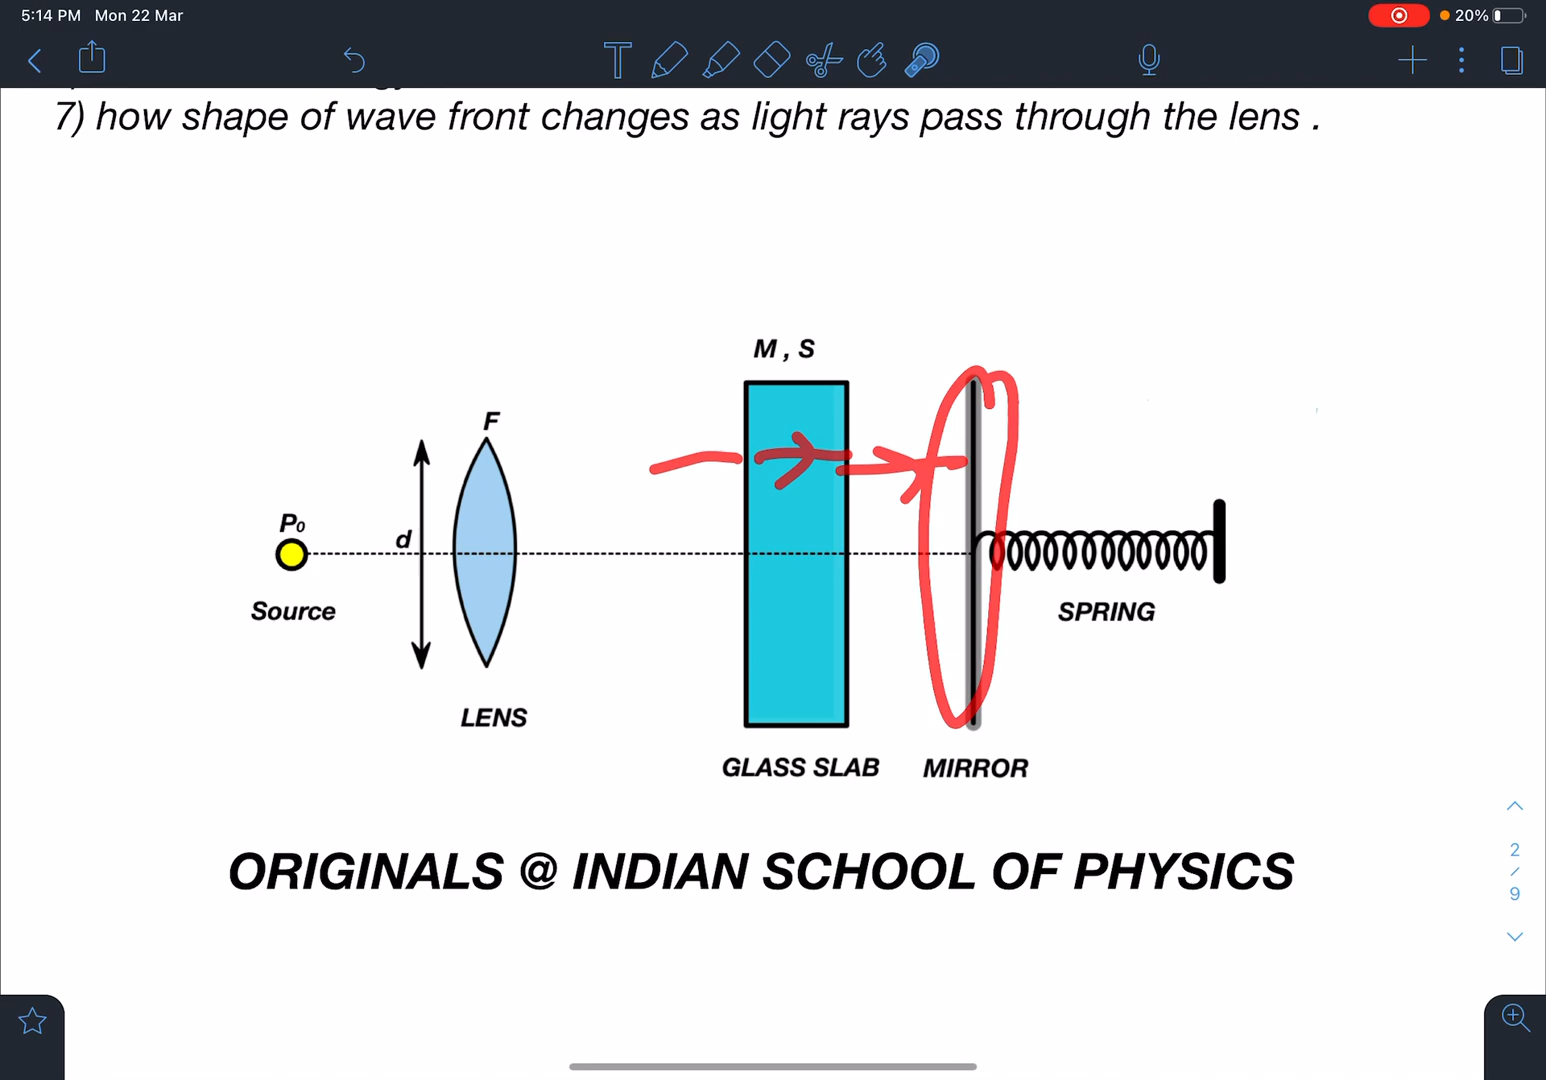 5:14 PM Mon 22 Mar
20%
7) how shape of wave front changes as light rays pass through the lens .
M , S
F
P0
d
Source
SPRING
LENS
GLASS SLAB
MIRROR
ORIGINALS @ INDIAN SCHOOL OF PHYSICS
2
/
9